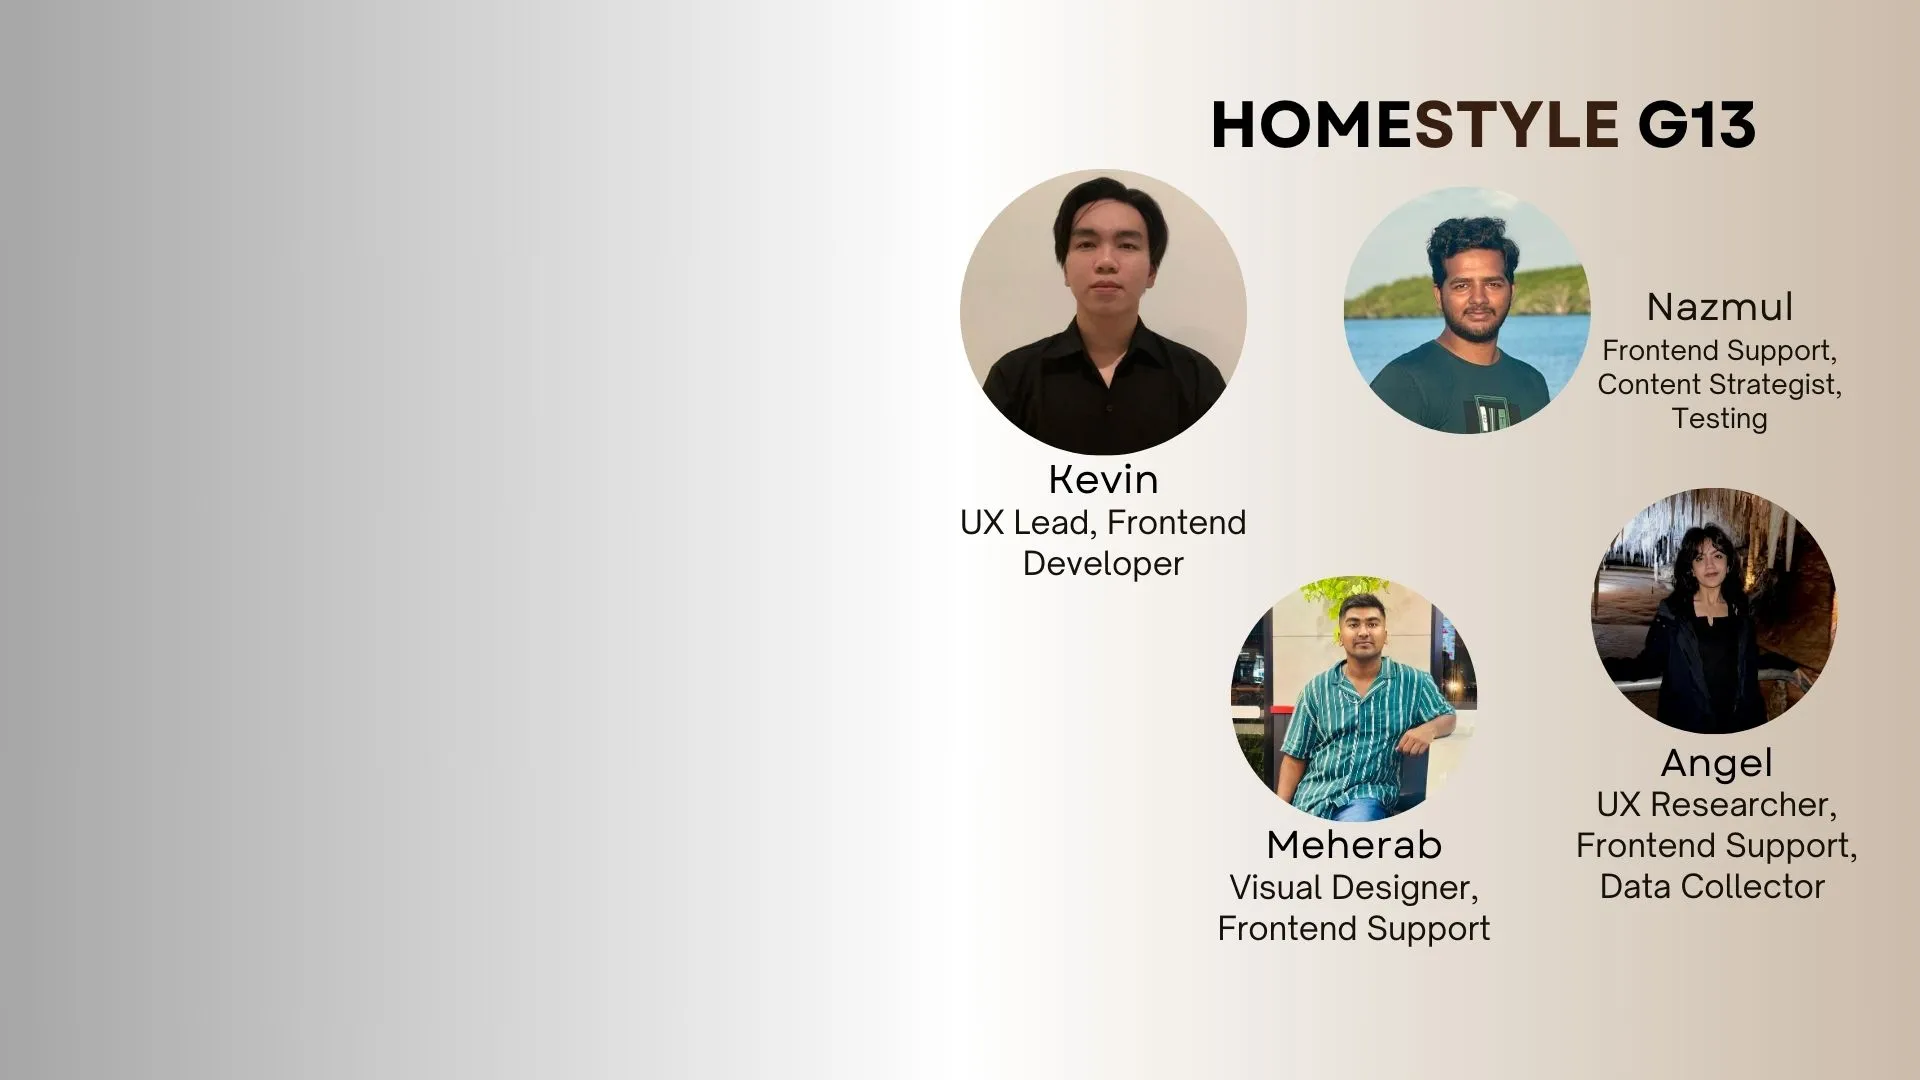 HOMESTYLE G13
Kevin
UX Lead, Frontend
Developer
Nazmul
Frontend Support,
Content Strategist,
Testing
Meherab
Visual Designer,
Frontend Support
Angel
UX Researcher,
Frontend Support,
Data Collector